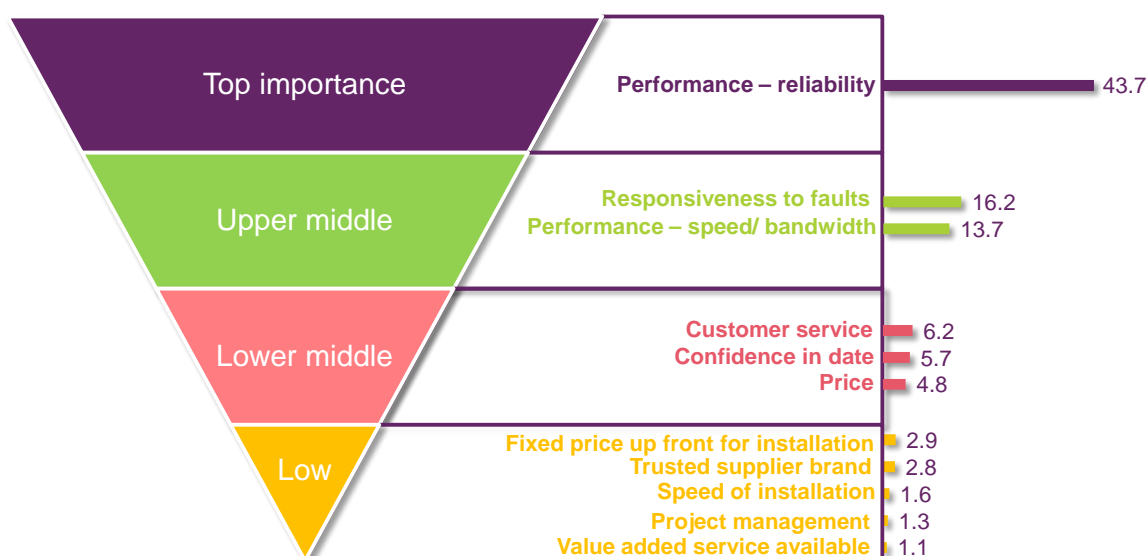 Top importance
Performance – reliability
43.7
Upper middle
Responsiveness to faults
16.2
Performance – speed/ bandwidth
13.7
Lower middle
Customer service
6.2
Confidence in date
5.7
Price
4.8
Low
Fixed price up front for installation
2.9
Trusted supplier brand
2.8
Speed of installation
1.6
Project management
1.3
Value added service available
1.1